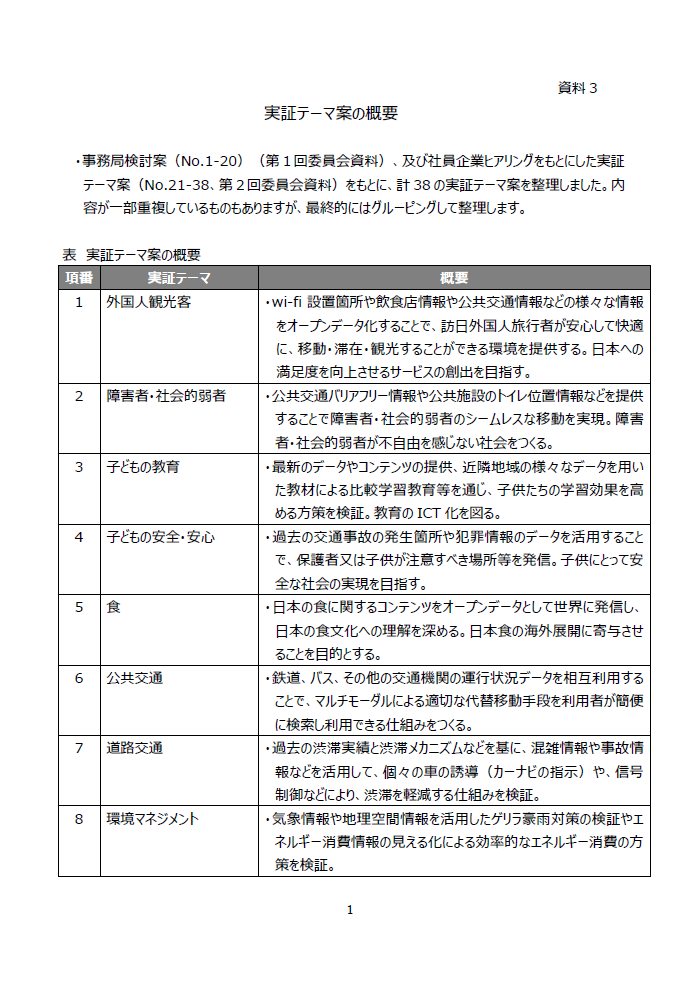 資料３
実証テーマ案の概要
・事務局検討案（No.1-20）（第１回委員会資料）、及び社員企業ヒアリングをもとにした実証
テーマ案（No.21-38、第２回委員会資料）をもとに、計 38 の実証テーマ案を整理しました。内
容が一部重複しているものもありますが、最終的にはグルーピングして整理します。
表　実証テーマ案の概要
項番 実証テーマ 概要
1 外国人観光客 ・wi-fi 設置箇所や飲食店情報や公共交通情報などの様々な情報
をオープンデータ化することで、訪日外国人旅行者が安心して快適
に、移動・滞在・観光することができる環境を提供する。日本への
満足度を向上させるサービスの創出を目指す。
2 障害者・社会的弱者 ・公共交通バリアフリー情報や公共施設のトイレ位置情報などを提供
することで障害者・社会的弱者のシームレスな移動を実現。障害
者・社会的弱者が不自由を感じない社会をつくる。
3 子どもの教育 ・最新のデータやコンテンツの提供、近隣地域の様々なデータを用い
た教材による比較学習教育等を通じ、子供たちの学習効果を高
める方策を検証。教育の ICT 化を図る。
4 子どもの安全・安心 ・過去の交通事故の発生箇所や犯罪情報のデータを活用すること
で、保護者又は子供が注意すべき場所等を発信。子供にとって安
全な社会の実現を目指す。
5 食 ・日本の食に関するコンテンツをオープンデータとして世界に発信し、
日本の食文化への理解を深める。日本食の海外展開に寄与させ
ることを目的とする。
6 公共交通 ・鉄道、バス、その他の交通機関の運行状況データを相互利用する
ことで、マルチモーダルによる適切な代替移動手段を利用者が簡便
に検索し利用できる仕組みをつくる。
7 道路交通 ・過去の渋滞実績と渋滞メカニズムなどを基に、混雑情報や事故情
報などを活用して、個々の車の誘導（カーナビの指示）や、信号
制御などにより、渋滞を軽減する仕組みを検証。
8 環境マネジメント ・気象情報や地理空間情報を活用したゲリラ豪雨対策の検証やエ
ネルギー消費情報の見える化による効率的なエネルギー消費の方
策を検証。
1